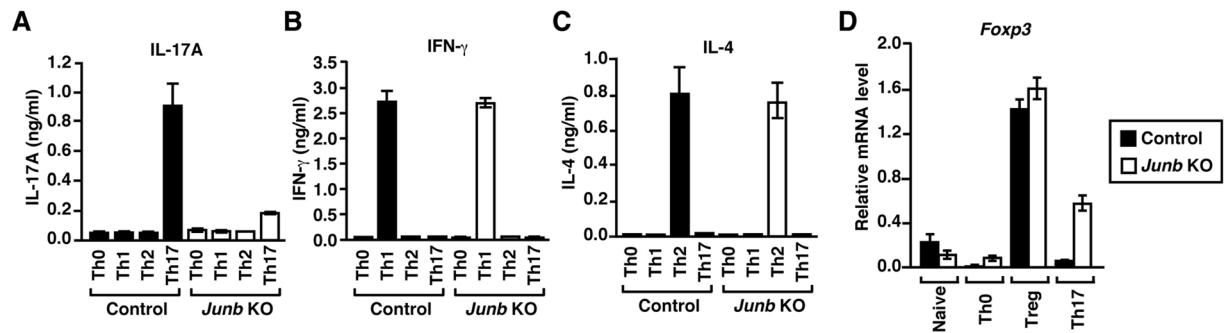 A
IL-17A
IL-17A (ng/ml)
1.2
1.0
0.8
0.6
0.4
0.2
0.0
Th0
Th1
Th2
Th17
Th0
Th1
Th2
Th17
Control
Junb KO
B
IFN-γ
IFN-γ (ng/ml)
3.5
3.0
2.5
2.0
1.5
1.0
0.5
0.0
Th0
Th1
Th2
Th17
Th0
Th1
Th2
Th17
Control
Junb KO
C
IL-4
IL-4 (ng/ml)
1.0
0.8
0.6
0.4
0.2
0.0
Th0
Th1
Th2
Th17
Th0
Th1
Th2
Th17
Control
Junb KO
D
Foxp3
Relative mRNA level
2.0
1.6
1.2
0.8
0.4
0.0
Naive
Th0
Treg
Th17
Control
Junb KO